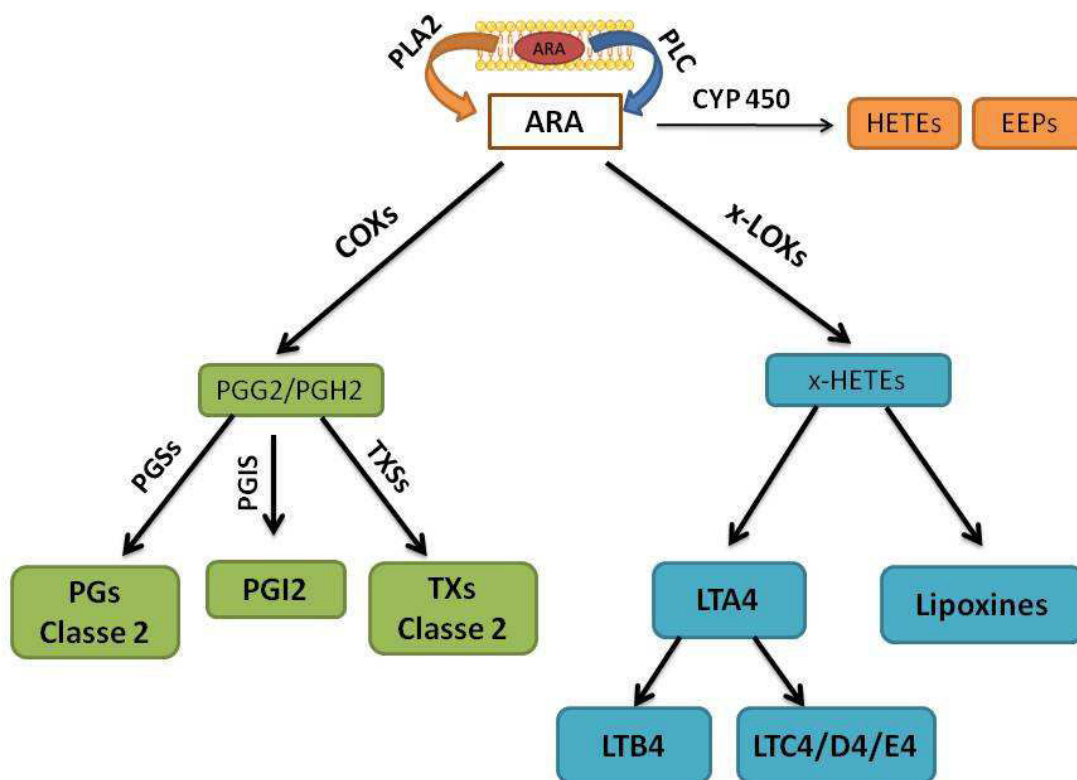 PLA2
ARA
PLC
ARA
CYP 450
HETEs
EEPs
COXs
x-LOXs
PGG2/PGH2
x-HETEs
PGSs
PGIS
TXSs
PGs
Classe 2
PGI2
TXs
Classe 2
LTA4
Lipoxines
LTB4
LTC4/D4/E4